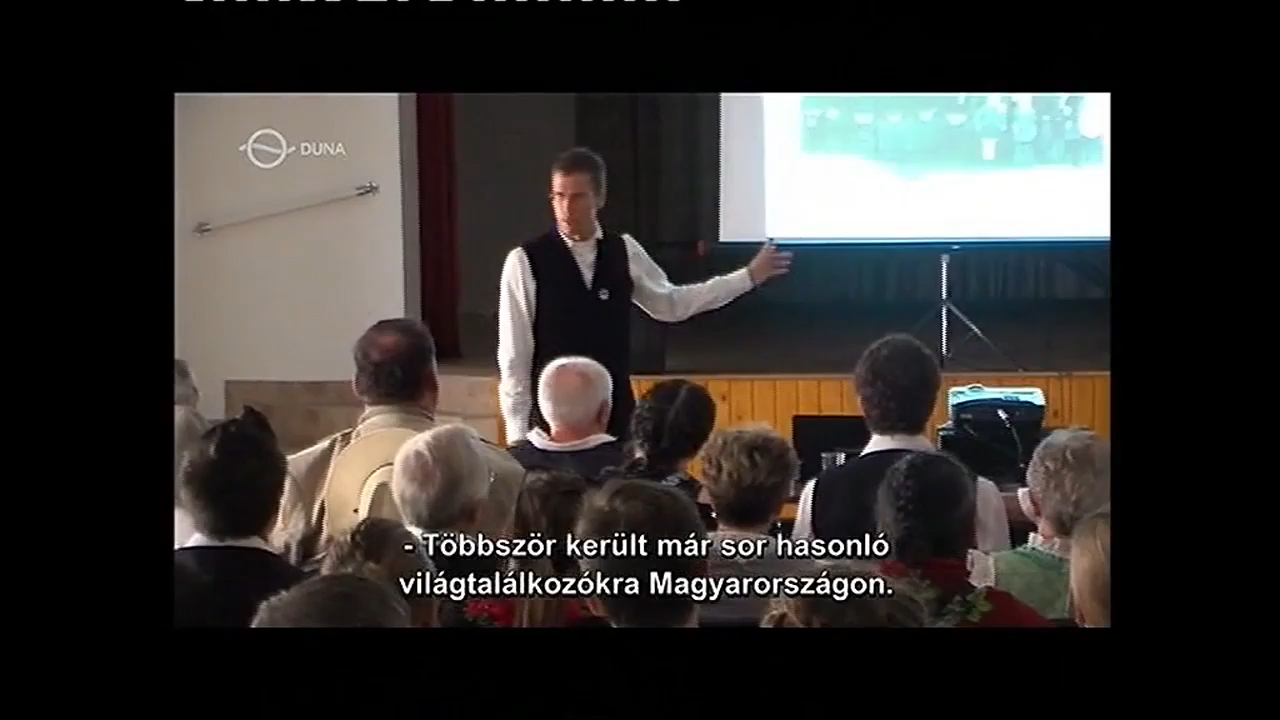 DUNA
- Többször került már sor hasonló
világtalálkozókra Magyarországon.